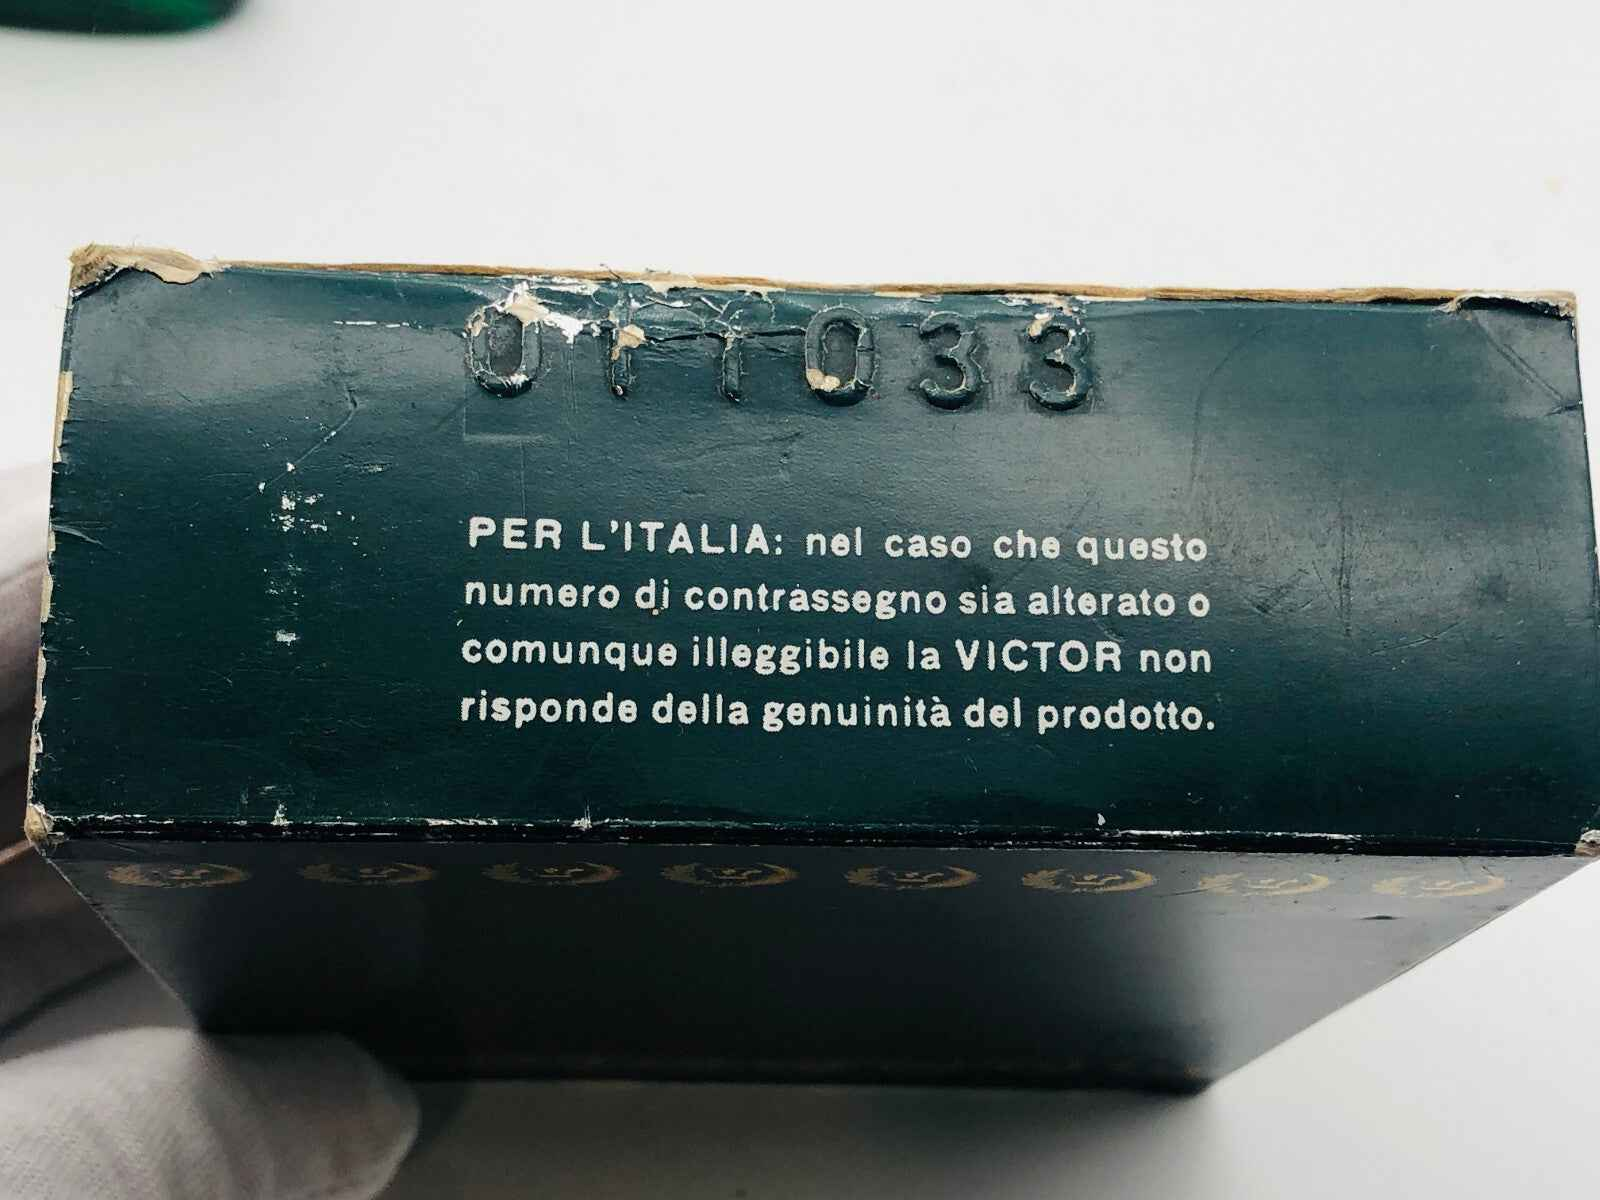 011033
PER L'ITALIA: nel caso che questo
numero di contrassegno sia alterato o
comunque illeggibile la VICTOR non
risponde della genuinità del prodotto.